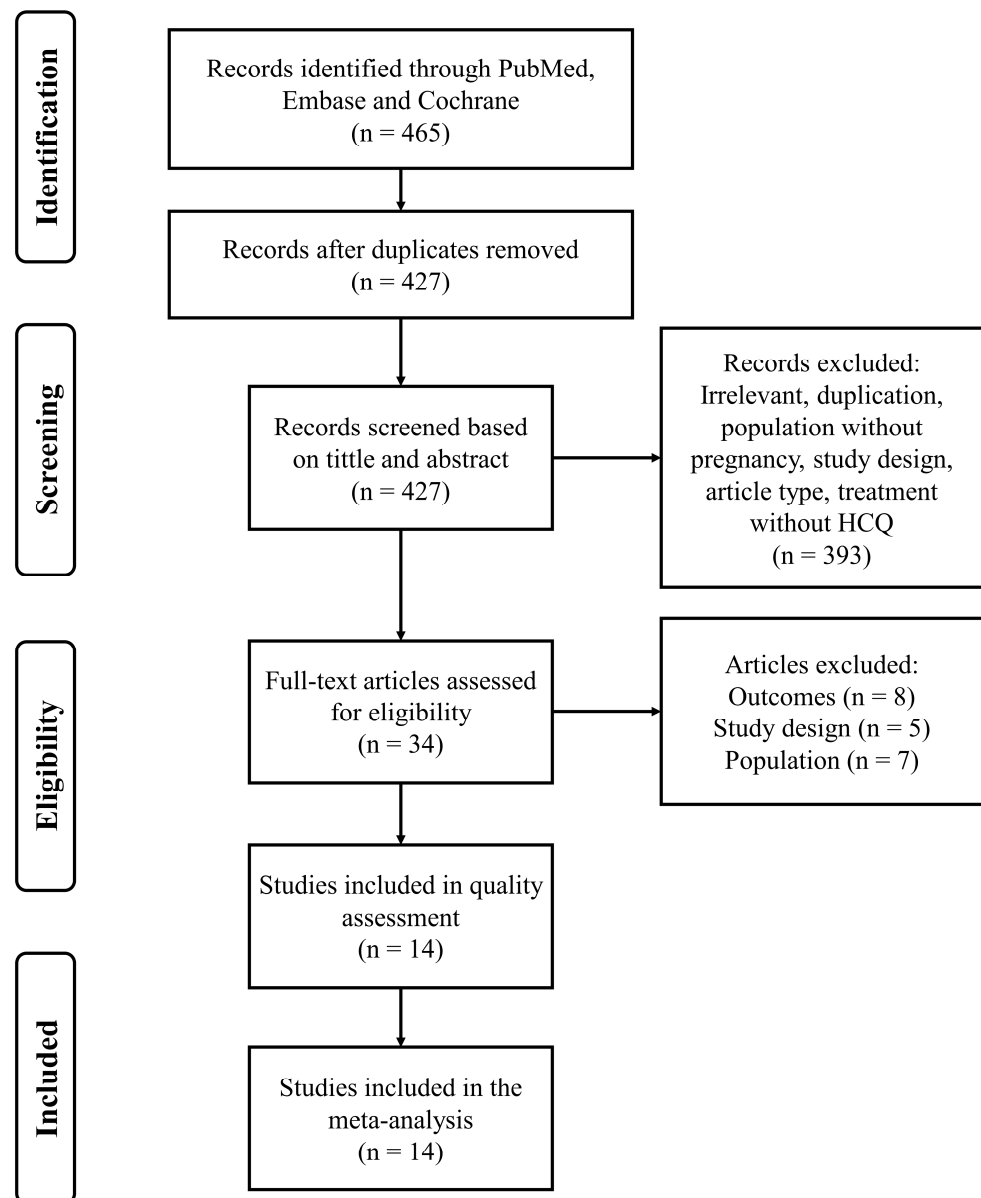 Identification
Records identified through PubMed,
Embase and Cochrane
(n = 465)
Records after duplicates removed
(n = 427)
Screening
Records screened based
on tittle and abstract
(n = 427)
Records excluded:
Irrelevant, duplication,
population without
pregnancy, study design,
article type, treatment
without HCQ
(n = 393)
Eligibility
Full-text articles assessed
for eligibility
(n = 34)
Articles excluded:
Outcomes (n = 8)
Study design (n = 5)
Population (n = 7)
Studies included in quality
assessment
(n = 14)
Included
Studies included in the
meta-analysis
(n = 14)